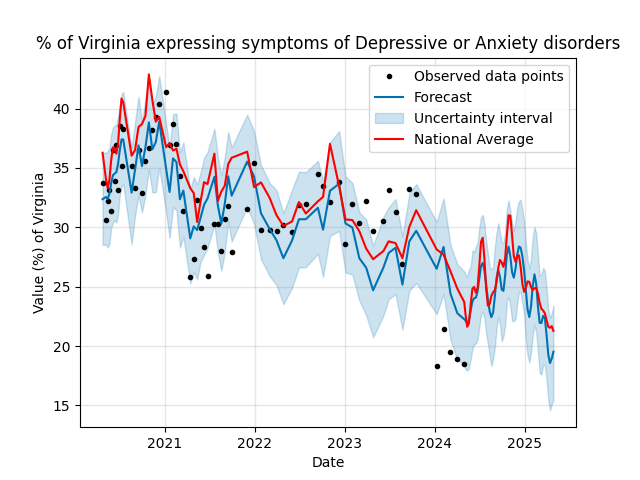 % of Virginia expressing symptoms of Depressive or Anxiety disorders
Observed data points
Forecast
Uncertainty interval
National Average
Value (%) of Virginia
40
35
30
25
20
15
2021
2022
2023
2024
2025
Date